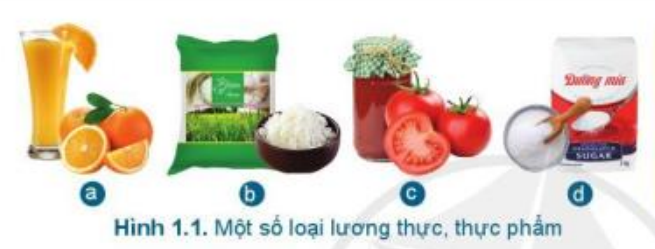 Đường mía
SUGAR
a
b
c
d
Hình 1.1. Một số loại lương thực, thực phẩm